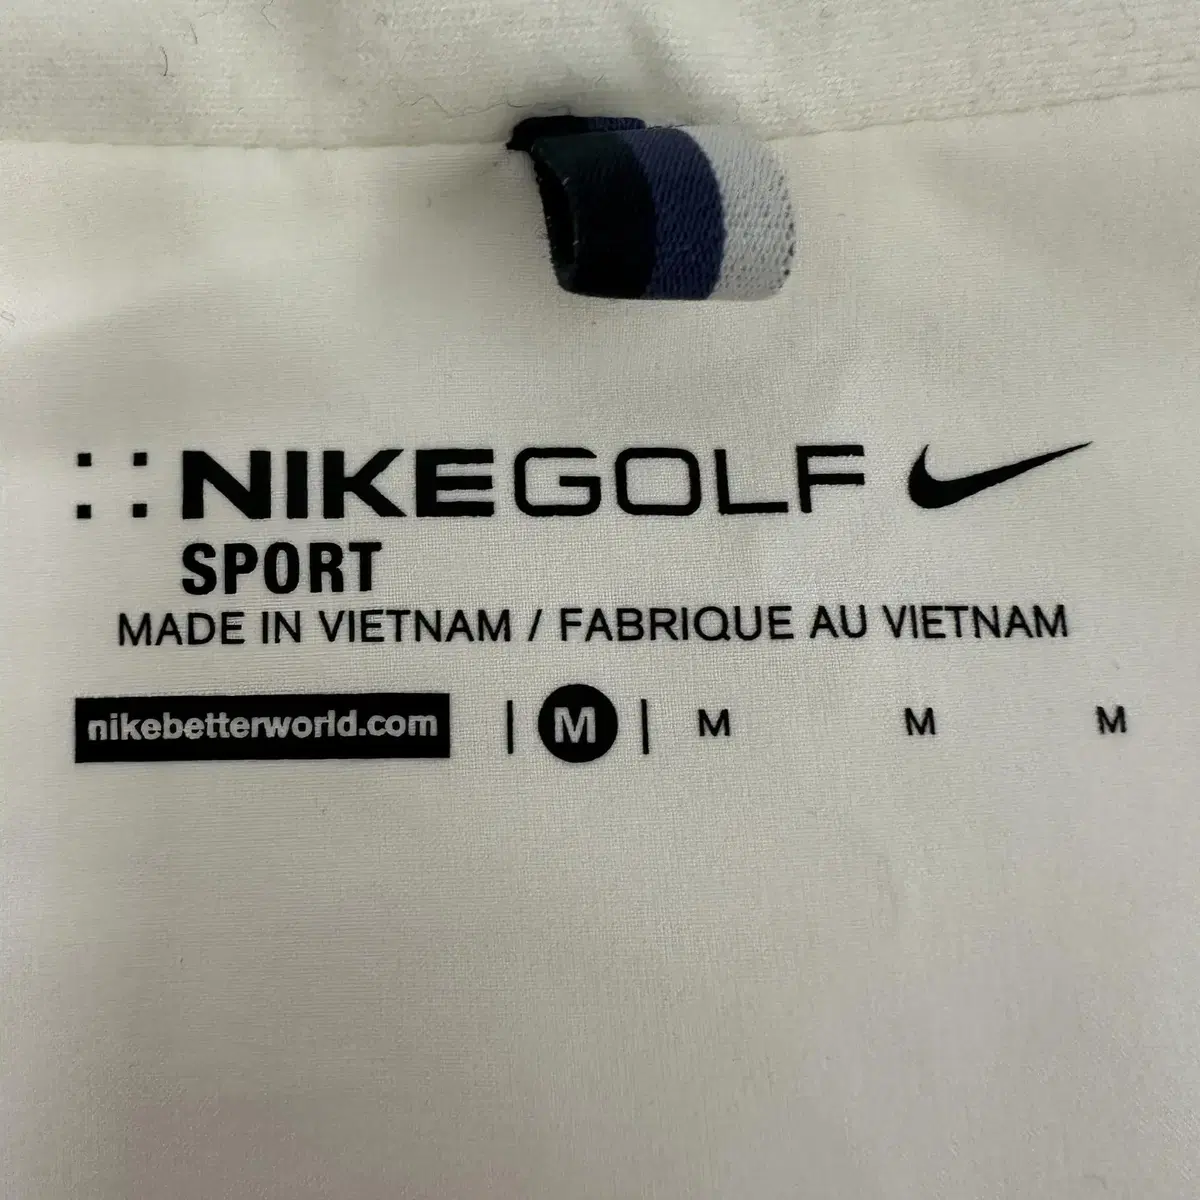 NIKEGOLF
SPORT
MADE IN VIETNAM / FABRIQUE AU VIETNAM
nikebetterworld.com | M | M M M